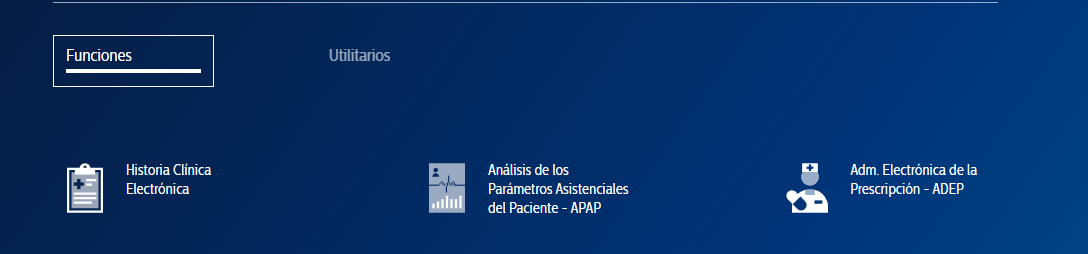 Funciones
Utilitarios
Historia Clínica
Electrónica
Análisis de los
Parámetros Asistenciales
del Paciente - APAP
Adm. Electrónica de la
Prescripción - ADEP